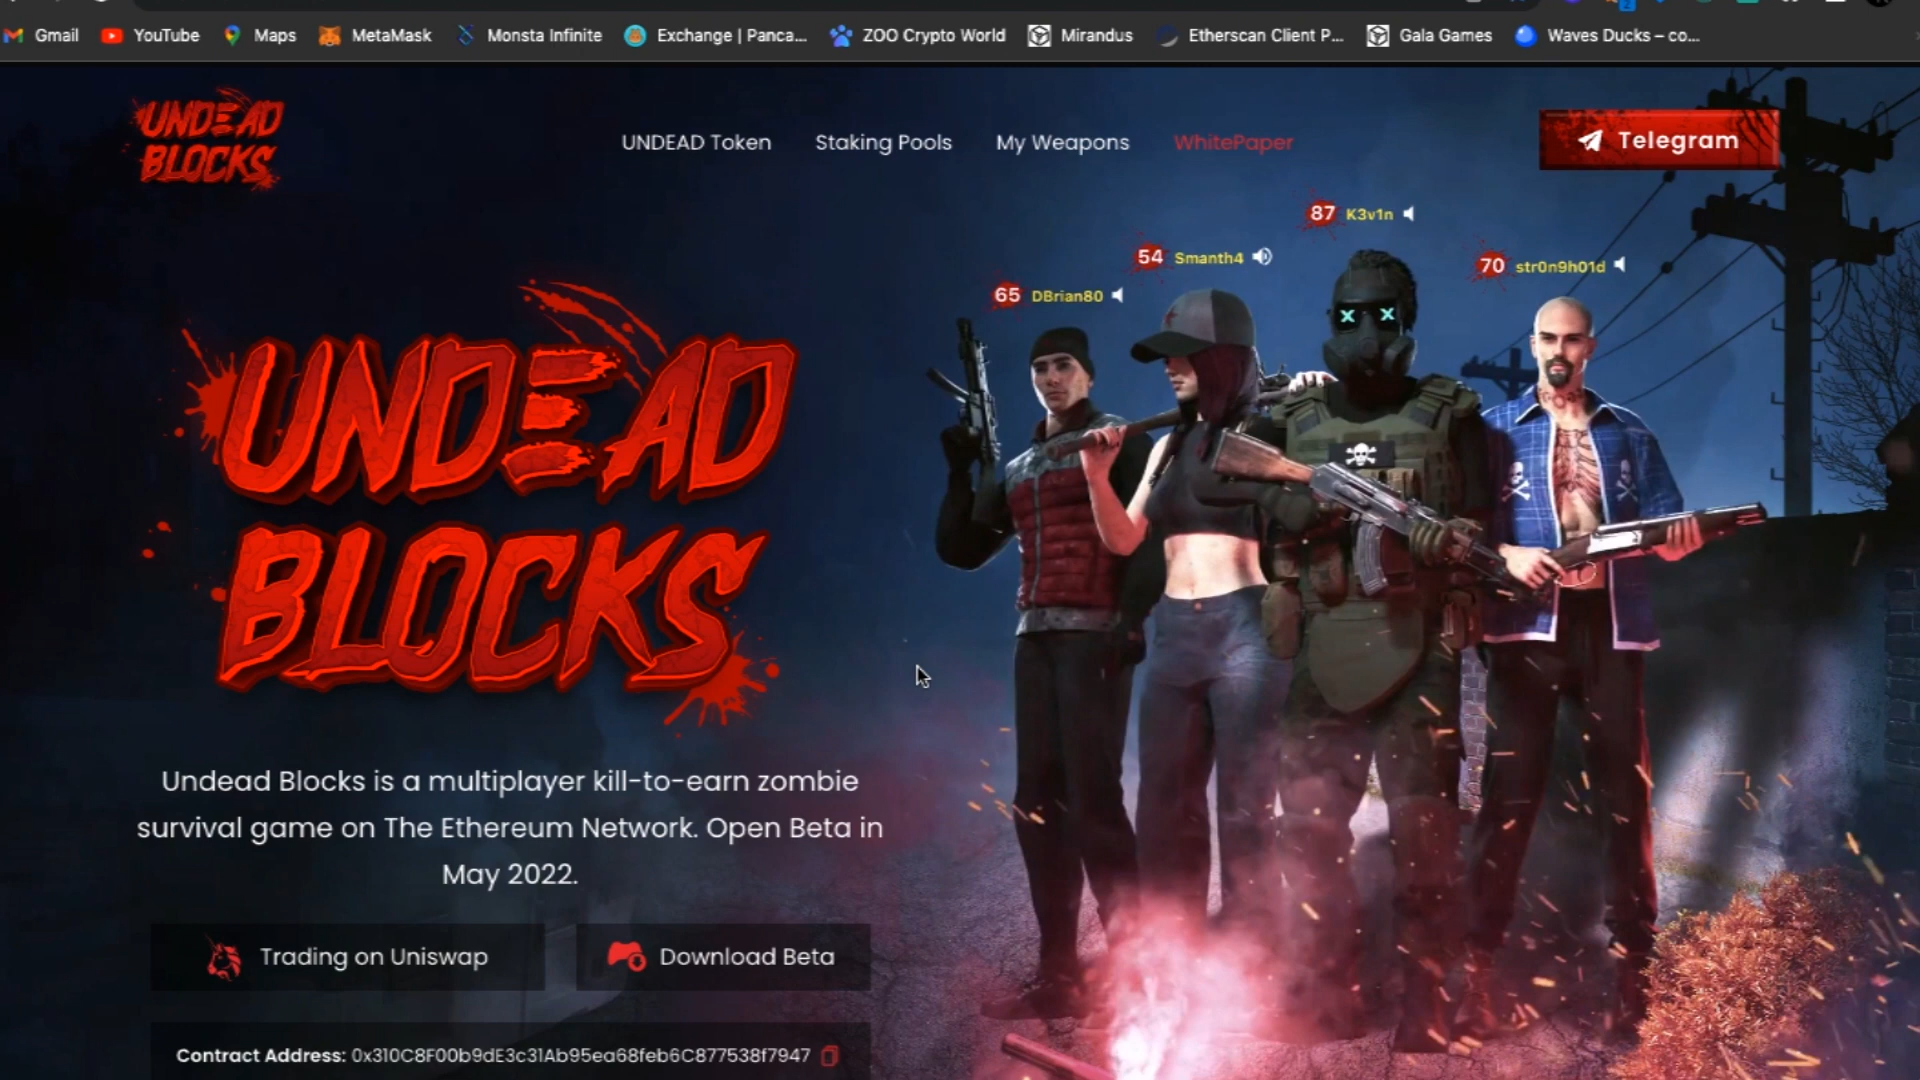 Gmail YouTube Maps MetaMask Monsta Infinite Exchange | Panca... ZOO Crypto World Mirandus Etherscan Client P... Gala Games Waves Ducks – co...
UNDEAD
BLOCKS
UNDEAD Token Staking Pools My Weapons WhitePaper
Telegram
87 K3v1n
54 Smanth4
70 str0n9h01d
65 DBrian80
UNDEAD
BLOCKS
Undead Blocks is a multiplayer kill-to-earn zombie
survival game on The Ethereum Network. Open Beta in
May 2022.
Trading on Uniswap Download Beta
Contract Address: 0x310C8F00b9dE3c31Ab95ea68feb6C877538f7947